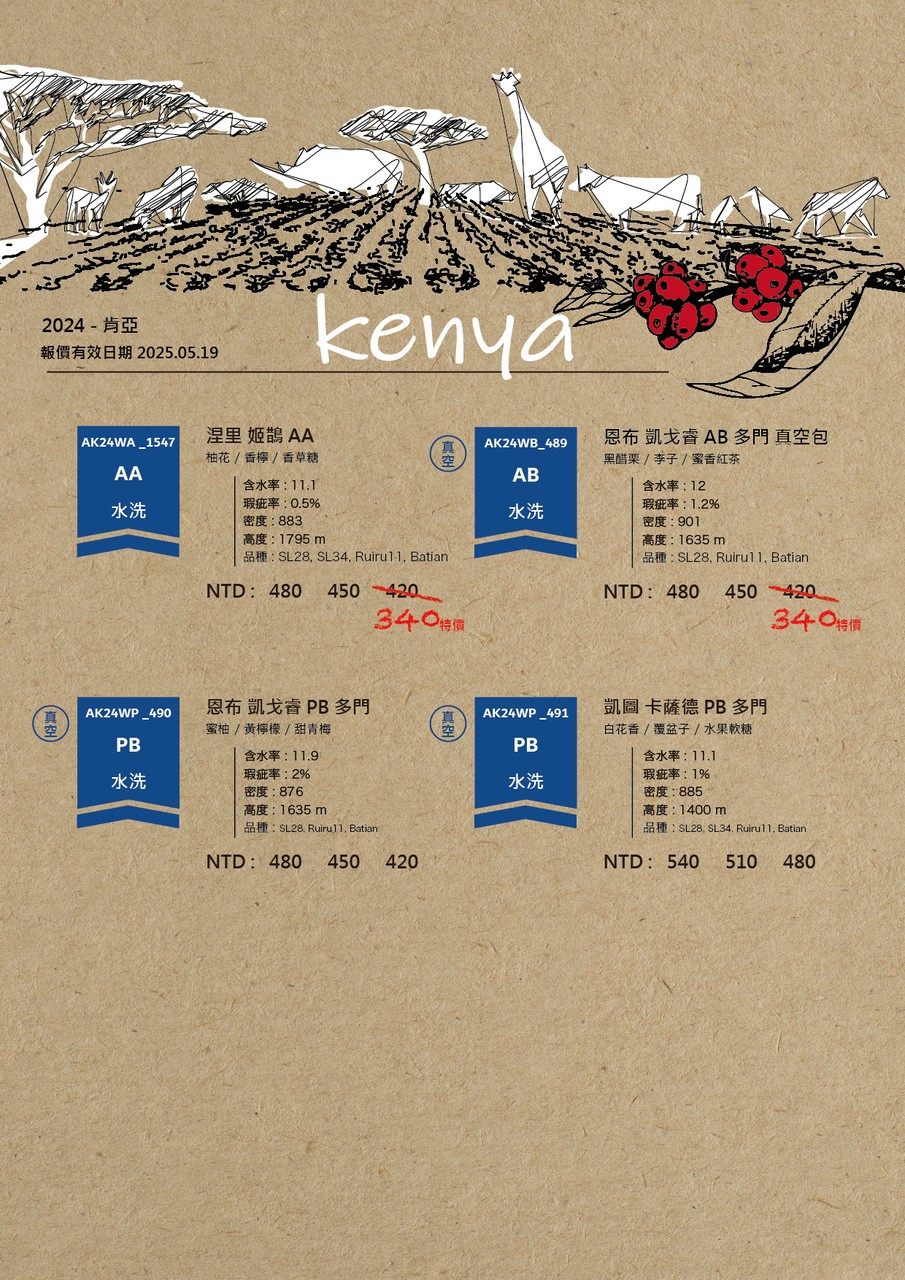 kenya
2024 - 肯亞
報價有效日期 2025.05.19
AK24WA _1547
AA
水洗
涅里 姬鵲 AA
柚花 / 香檸 / 香草糖
含水率 : 11.1
瑕疵率 : 0.5%
密度 : 883
高度 : 1795 m
品種 : SL28, SL34, Ruiru11, Batian
NTD : 480 450 420
340特價
真空
AK24WB_489
AB
水洗
恩布 凱戈睿 AB 多門 真空包
黑醋栗 / 李子 / 蜜香紅茶
含水率 : 12
瑕疵率 : 1.2%
密度 : 901
高度 : 1635 m
品種 : SL28, Ruiru11, Batian
NTD : 480 450 420
340特價
真空
AK24WP _490
PB
水洗
恩布 凱戈睿 PB 多門
蜜柚 / 黃檸檬 / 甜青梅
含水率 : 11.9
瑕疵率 : 2%
密度 : 876
高度 : 1635 m
品種 : SL28, Ruiru11, Batian
NTD : 480 450 420
真空
AK24WP _491
PB
水洗
凱圖 卡薩德 PB 多門
白花香 / 覆盆子 / 水果軟糖
含水率 : 11.1
瑕疵率 : 1%
密度 : 885
高度 : 1400 m
品種 : SL28, SL34, Ruiru11, Batian
NTD : 540 510 480